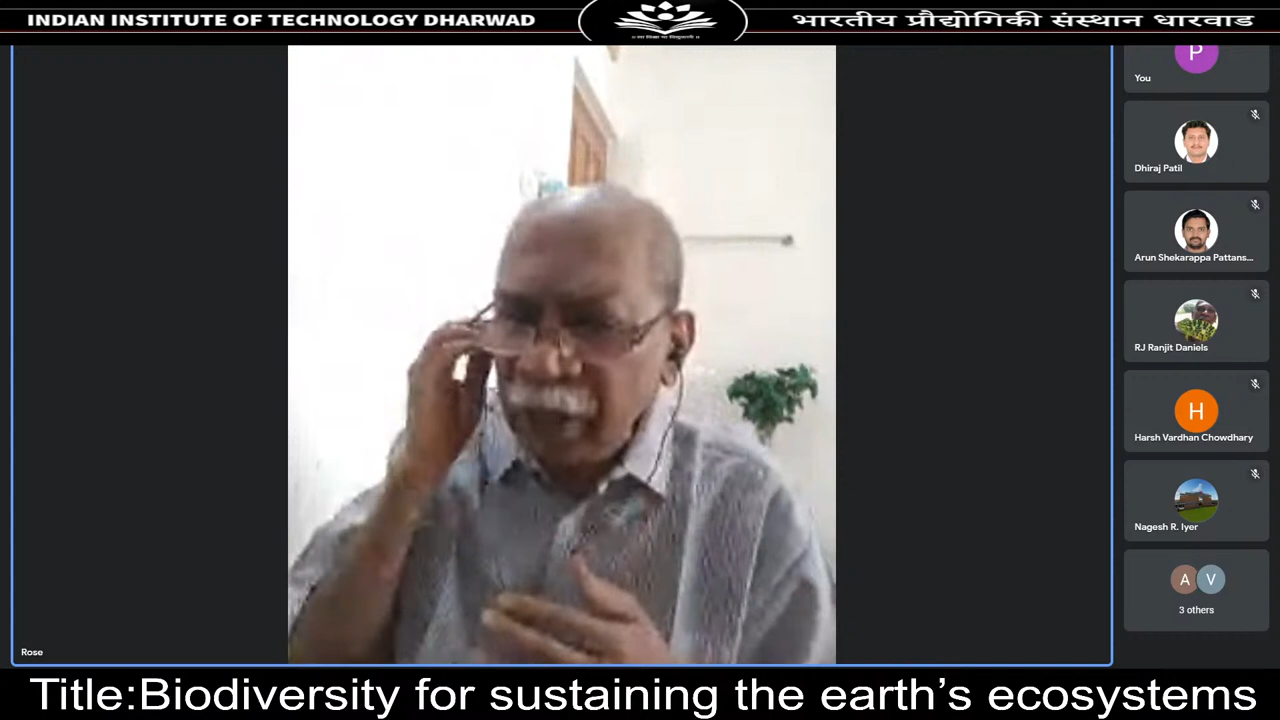 INDIAN INSTITUTE OF TECHNOLOGY DHARWAD
भारतीय प्रौद्योगिकी संस्थान धारवाड
P
You
Dhiraj Patil
Arun Shekarappa Pattans...
RJ Ranjit Daniels
H
Harsh Vardhan Chowdhary
Nagesh R. Iyer
A V
3 others
Rose
Title:Biodiversity for sustaining the earth's ecosystems